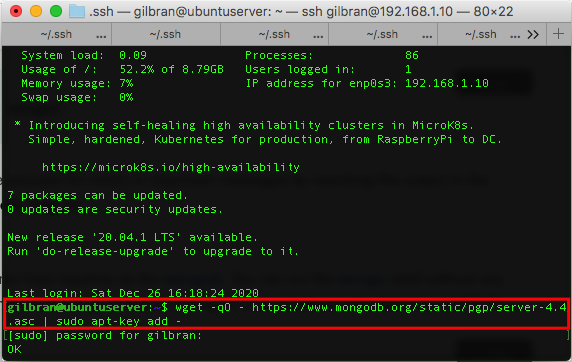 .ssh — gilbran@ubuntuserver: ~ — ssh gilbran@192.168.1.10 — 80×22
~/.ssh ... ~/.ssh ... ~/.ssh ... ~/.ssh ... ~/.ssh ... >> +
System load: 0.09 Processes: 86
Usage of /: 52.2% of 8.79GB Users logged in: 1
Memory usage: 7% IP address for enp0s3: 192.168.1.10
Swap usage: 0%
* Introducing self-healing high availability clusters in MicroK8s.
Simple, hardened, Kubernetes for production, from RaspberryPi to DC.
https://microk8s.io/high-availability
7 packages can be updated.
0 updates are security updates.
New release '20.04.1 LTS' available.
Run 'do-release-upgrade' to upgrade to it.
Last login: Sat Dec 26 16:18:24 2020
gilbran@ubuntuserver:~$ wget -qO - https://www.mongodb.org/static/pgp/server-4.4
.asc | sudo apt-key add -
[[sudo] password for gilbran:
OK